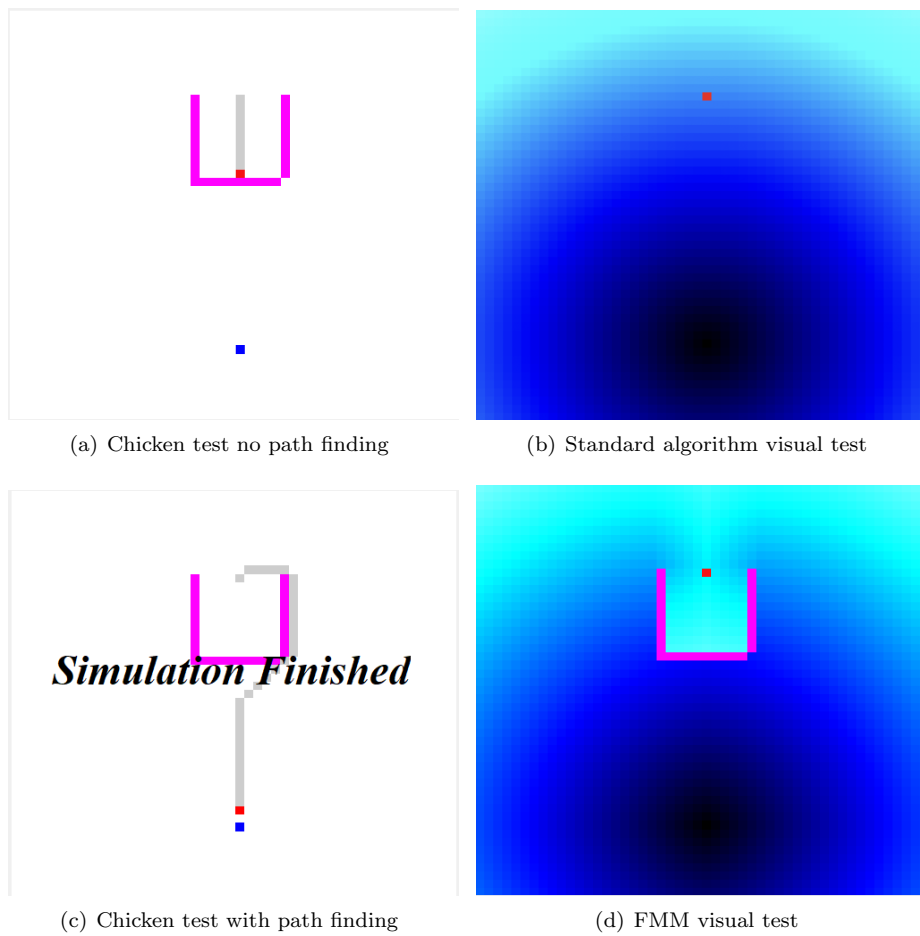 (a) Chicken test no path finding
(b) Standard algorithm visual test
Simulation Finished
(c) Chicken test with path finding
(d) FMM visual test